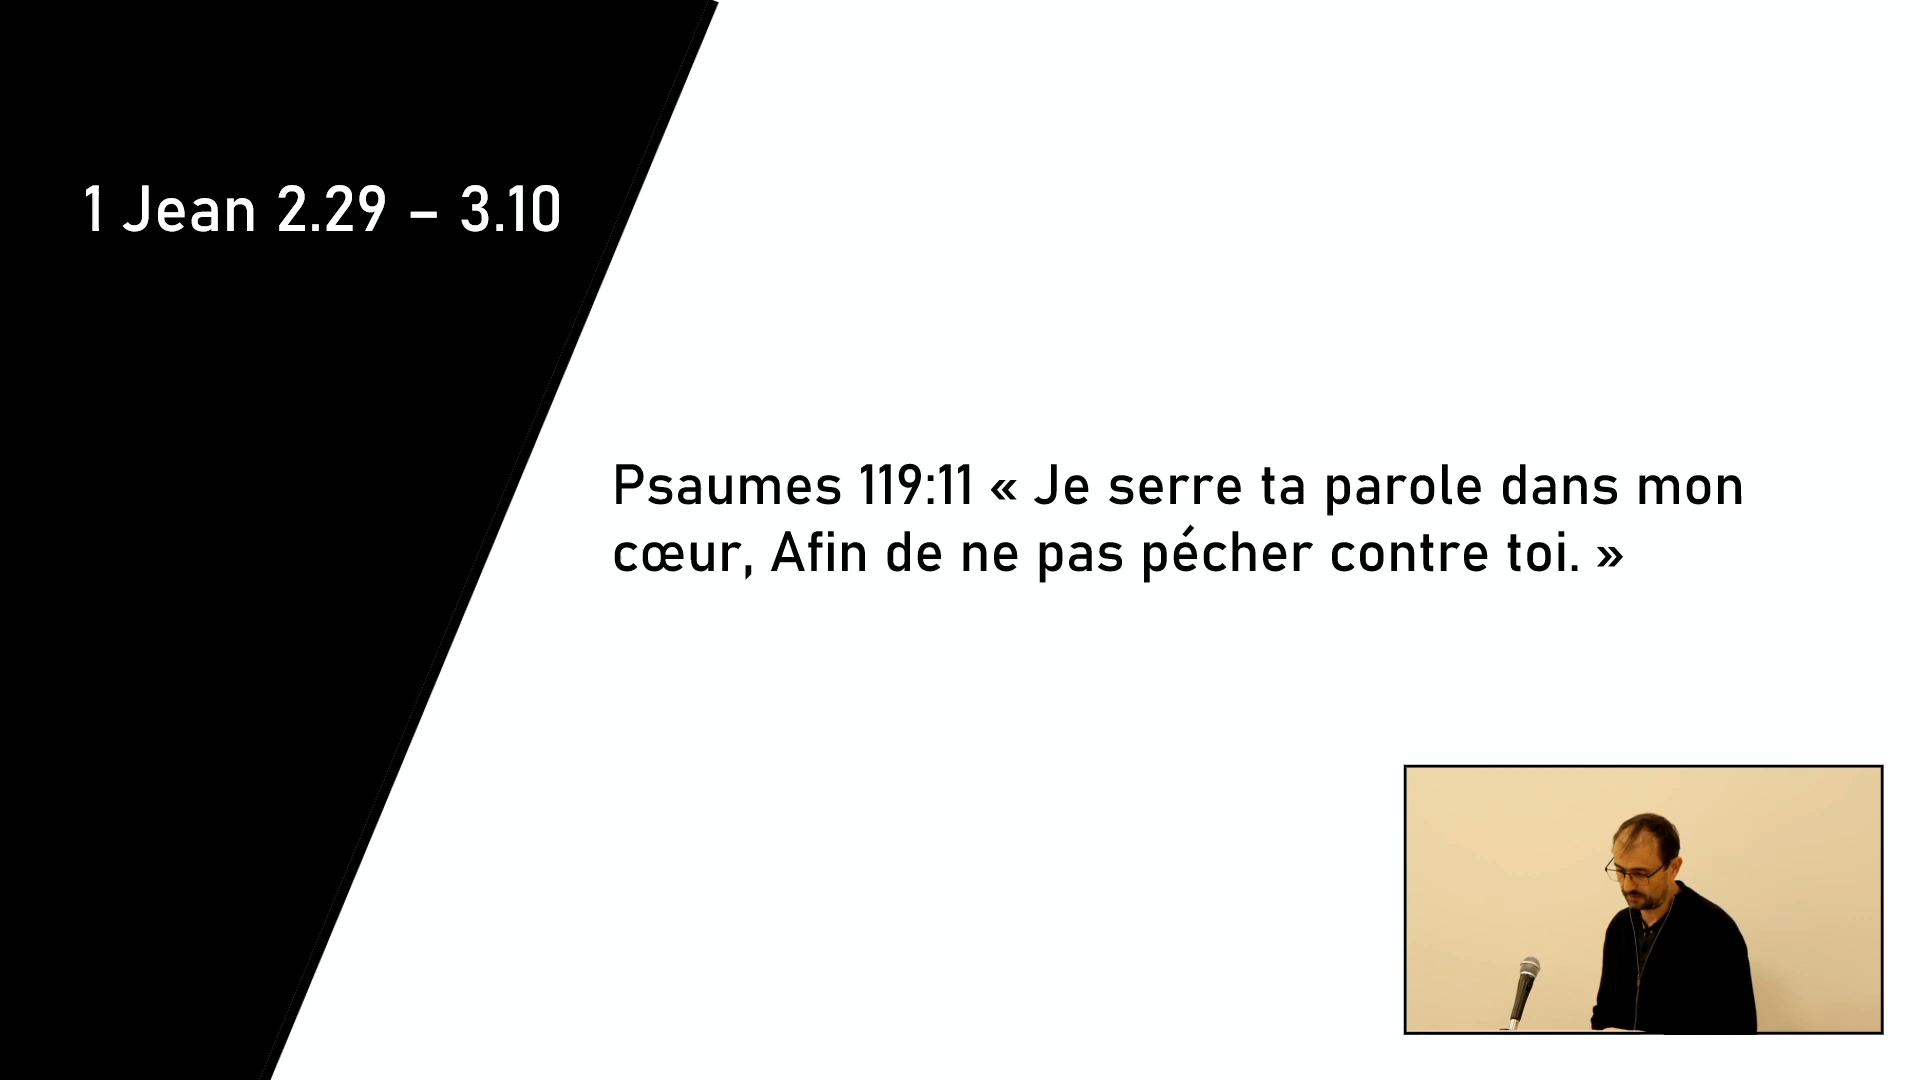 1 Jean 2.29 – 3.10
Psaumes 119:11 « Je serre ta parole dans mon
cœur, Afin de ne pas pécher contre toi. »